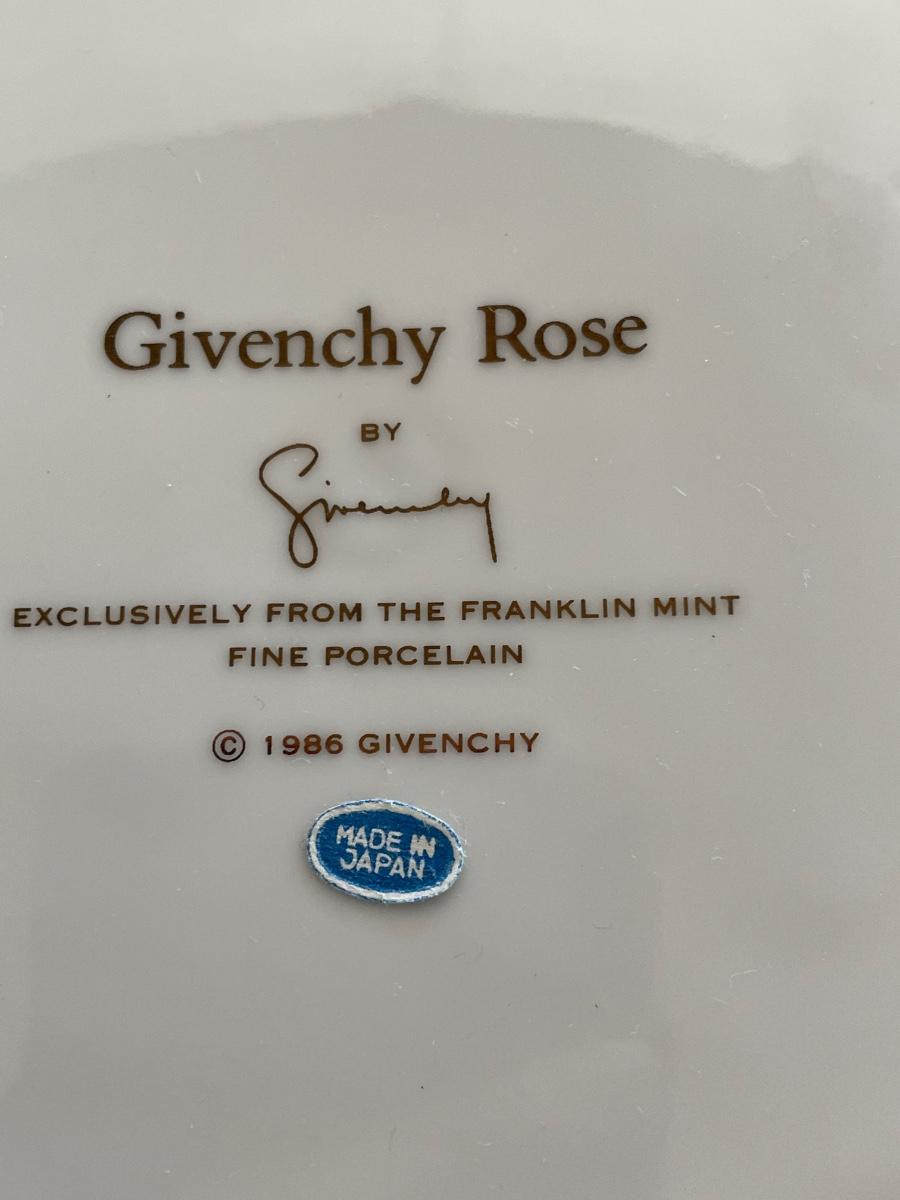 Givenchy Rose
BY
Givenchy
EXCLUSIVELY FROM THE FRANKLIN MINT
FINE PORCELAIN
© 1986 GIVENCHY
MADE IN
JAPAN